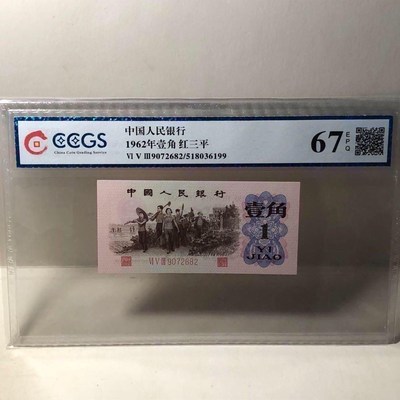 CCGS
China Coin Grading Service
中国人民银行
1962年壹角 红三平
VI V III9072682/518036199
67 EPQ
中國人民銀行
壹角
1
YI
JIAO
VI V III 9072682